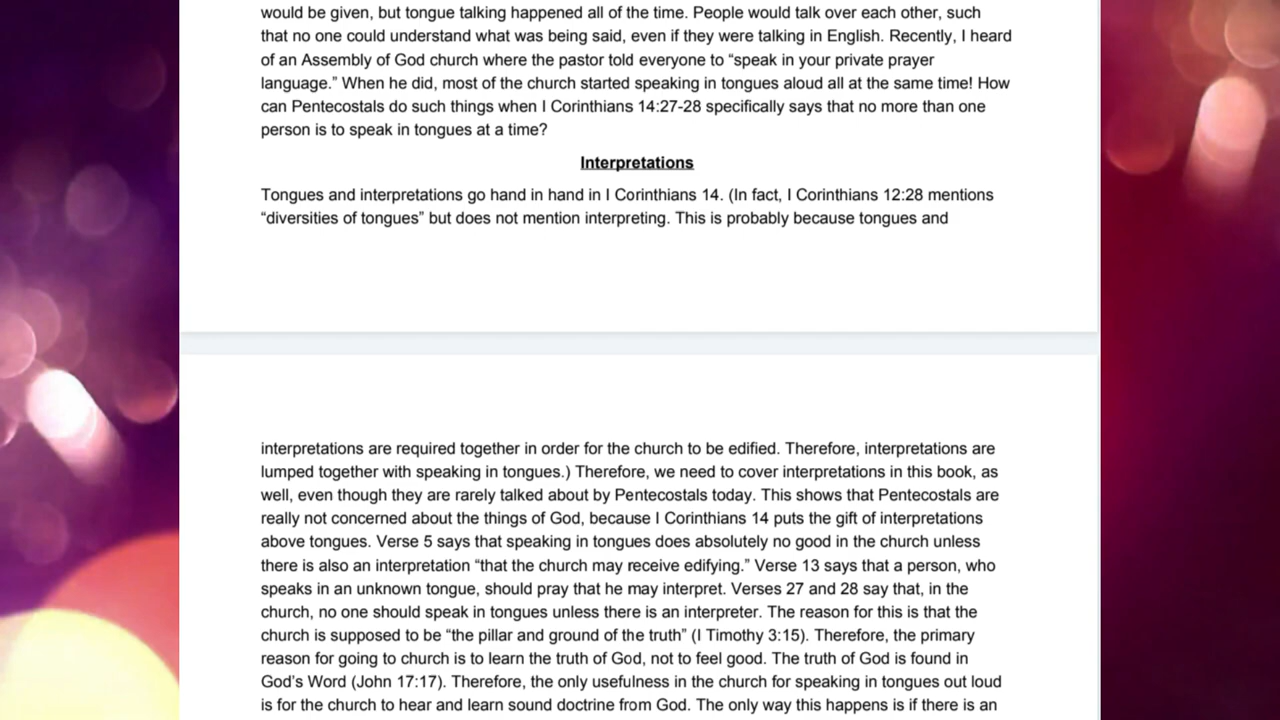 would be given, but tongue talking happened all of the time. People would talk over each other, such
that no one could understand what was being said, even if they were talking in English. Recently, I heard
of an Assembly of God church where the pastor told everyone to “speak in your private prayer
language.” When he did, most of the church started speaking in tongues aloud all at the same time! How
can Pentecostals do such things when I Corinthians 14:27-28 specifically says that no more than one
person is to speak in tongues at a time?
Interpretations
Tongues and interpretations go hand in hand in I Corinthians 14. (In fact, I Corinthians 12:28 mentions
“diversities of tongues” but does not mention interpreting. This is probably because tongues and
interpretations are required together in order for the church to be edified. Therefore, interpretations are
lumped together with speaking in tongues.) Therefore, we need to cover interpretations in this book, as
well, even though they are rarely talked about by Pentecostals today. This shows that Pentecostals are
really not concerned about the things of God, because I Corinthians 14 puts the gift of interpretations
above tongues. Verse 5 says that speaking in tongues does absolutely no good in the church unless
there is also an interpretation “that the church may receive edifying.” Verse 13 says that a person, who
speaks in an unknown tongue, should pray that he may interpret. Verses 27 and 28 say that, in the
church, no one should speak in tongues unless there is an interpreter. The reason for this is that the
church is supposed to be “the pillar and ground of the truth” (I Timothy 3:15). Therefore, the primary
reason for going to church is to learn the truth of God, not to feel good. The truth of God is found in
God’s Word (John 17:17). Therefore, the only usefulness in the church for speaking in tongues out loud
is for the church to hear and learn sound doctrine from God. The only way this happens is if there is an